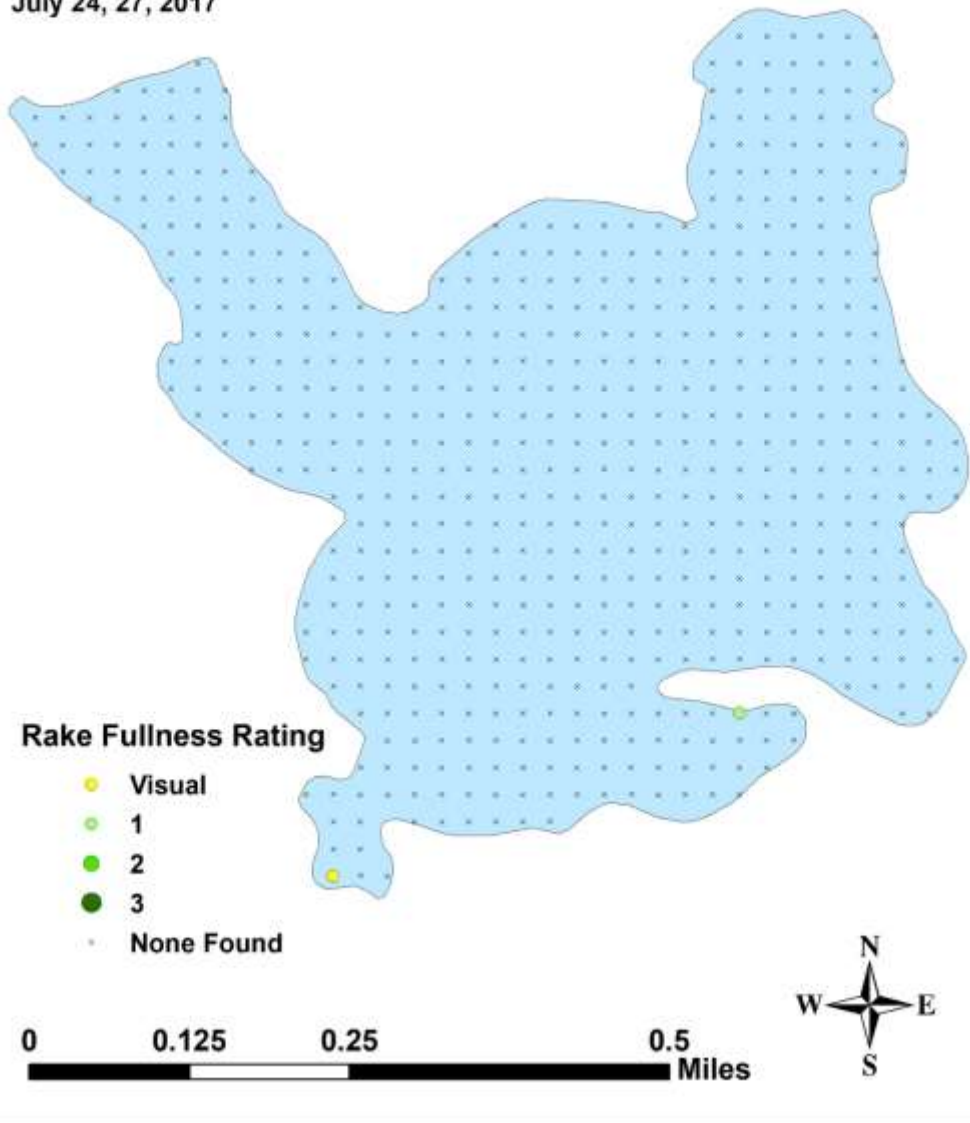 July 24, 27, 2017
Rake Fullness Rating
Visual
1
2
3
None Found
N
W E
S
0 0.125 0.25 0.5
Miles